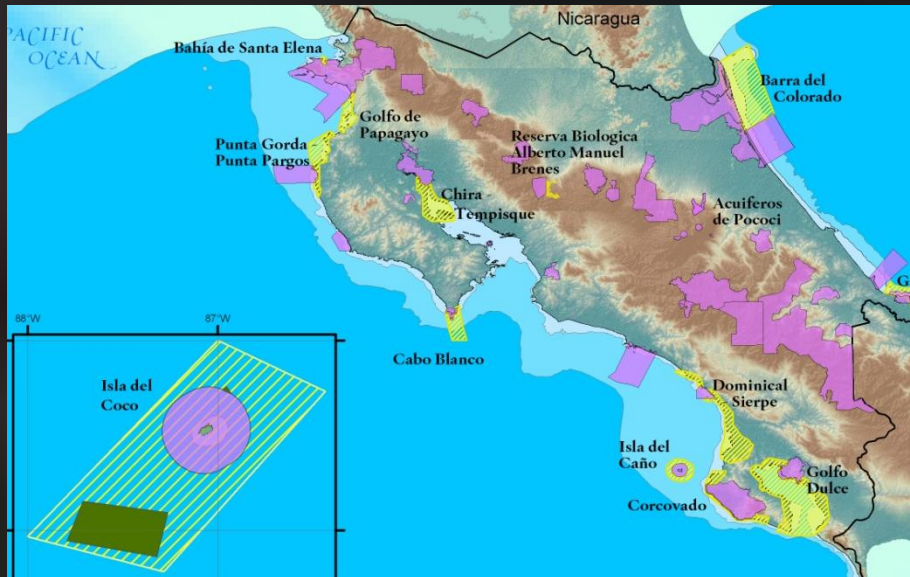 Nicaragua
PACIFIC
OCEAN
Bahía de Santa Elena
Barra del
Colorado
Golfo de
Papagayo
Punta Gorda
Punta Pargos
Reserva Biologica
Alberto Manuel
Brenes
Chira
Tempisque
Acuiferos
de Pococi
G
88°W
87°W
Cabo Blanco
Isla del
Coco
Dominical
Sierpe
Isla del
Caño
Golfo
Dulce
Corcovado